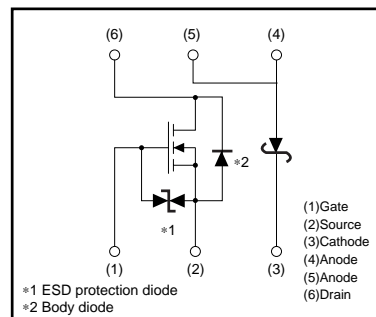 (6) (5) (4)
∗2
∗1
(1) (2) (3)
(1)Gate
(2)Source
(3)Cathode
(4)Anode
(5)Anode
(6)Drain
∗1 ESD protection diode
∗2 Body diode